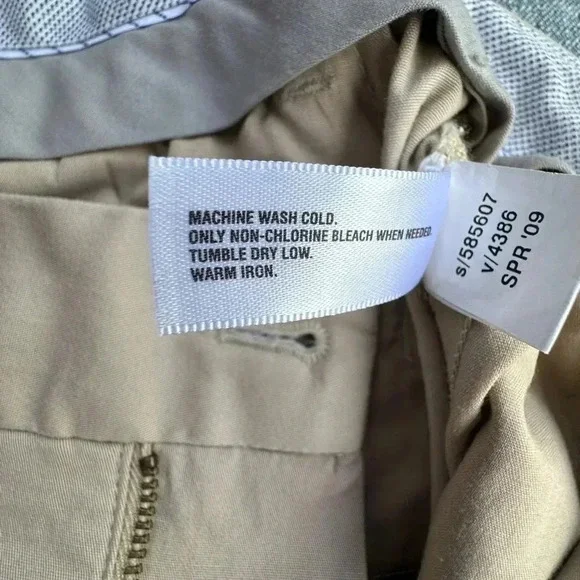 MACHINE WASH COLD.
ONLY NON-CHLORINE BLEACH WHEN NEEDED.
TUMBLE DRY LOW.
WARM IRON.
s/585607
v/4386
SPR '09